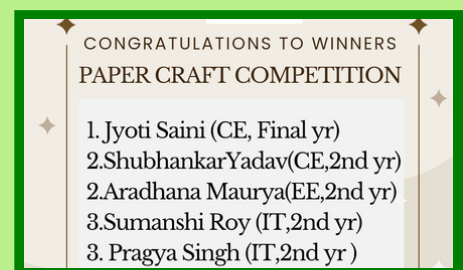 CONGRATULATIONS TO WINNERS
PAPER CRAFT COMPETITION
1. Jyoti Saini (CE, Final yr)
2.ShubhankarYadav(CE,2nd yr)
2.Aradhana Maurya(EE,2nd yr)
3.Sumanshi Roy (IT,2nd yr)
3. Pragya Singh (IT,2nd yr )